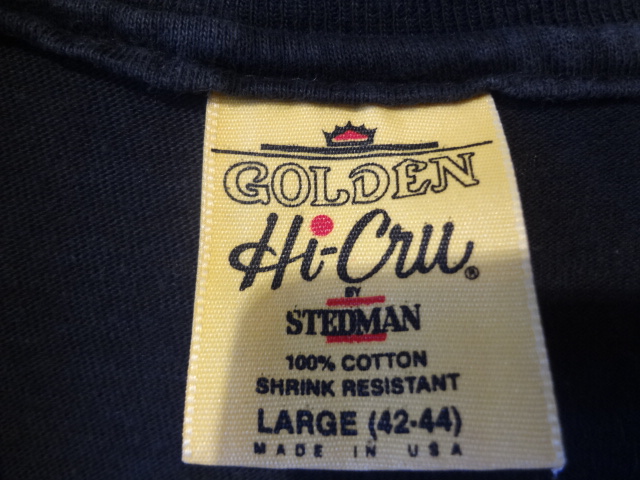 GOLDEN
Hi-Cru®
BY
STEDMAN
100% COTTON
SHRINK RESISTANT
LARGE (42-44)
MADE IN USA